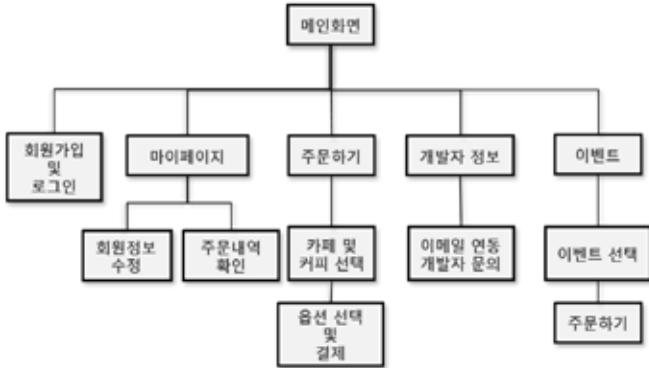 메인화면
회원가입
및
로그인
마이페이지
주문하기
개발자 정보
이벤트
회원정보
수정
주문내역
확인
카페 및
커피 선택
이메일 연동
개발자 문의
이벤트 선택
옵션 선택
및
결제
주문하기